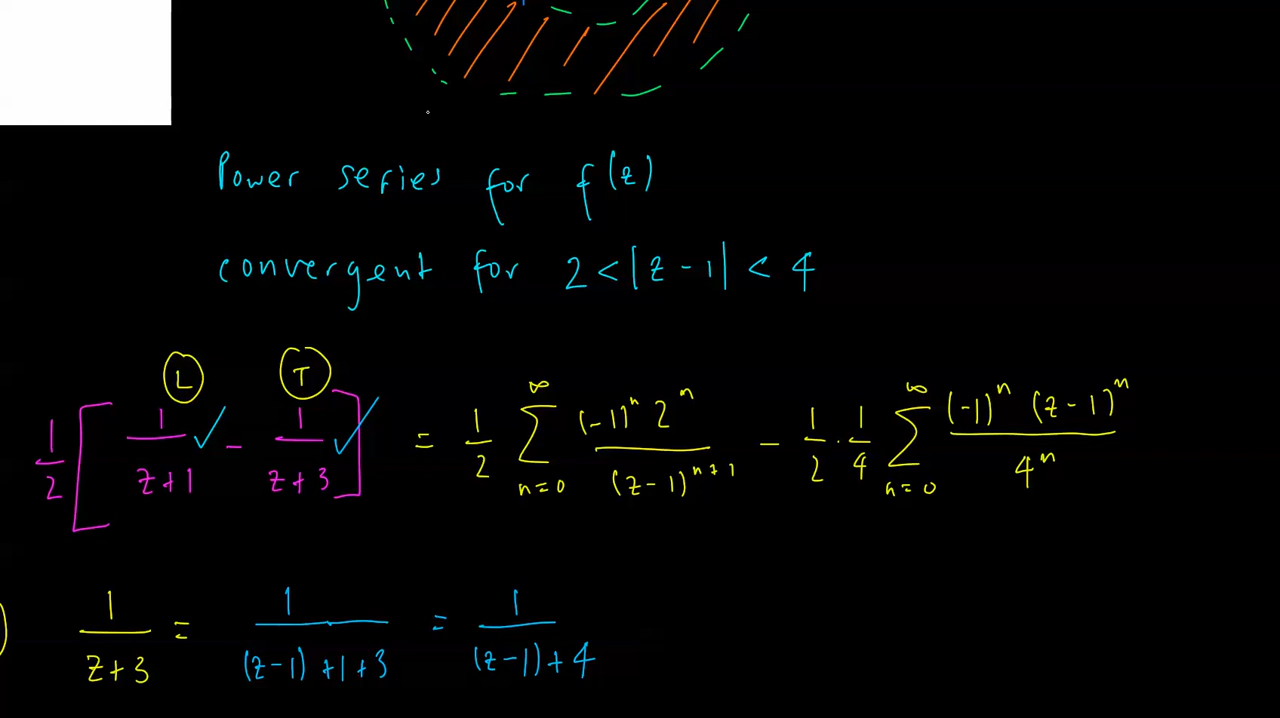 Power series for f(z)
convergent for 2 < |z - 1| < 4
L T
1/2 [ 1/(z+1) ✓ - 1/(z+3) ✓ ] = 1/2 ∑_{n=0}^{∞} (-1)^n 2^n / (z-1)^{n+1} - 1/2 · 1/4 ∑_{n=0}^{∞} (-1)^n (z-1)^n / 4^n
1/(z+3) = 1/((z-1)+1+3) = 1/((z-1)+4)